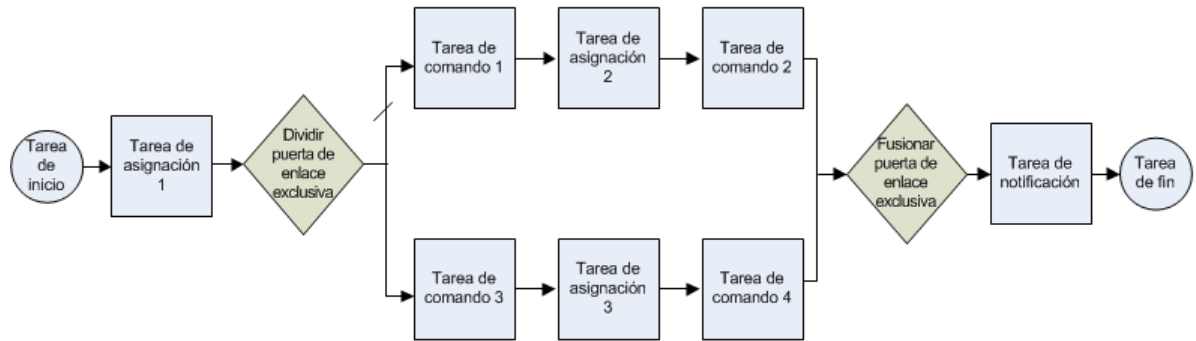 Tarea
de
inicio
Tarea de
asignación
1
Dividir
puerta de
enlace
exclusiva
Tarea de
comando 1
Tarea de
asignación
2
Tarea de
comando 2
Tarea de
comando 3
Tarea de
asignación
3
Tarea de
comando 4
Fusionar
puerta de
enlace
exclusiva
Tarea de
notificación
Tarea
de fin